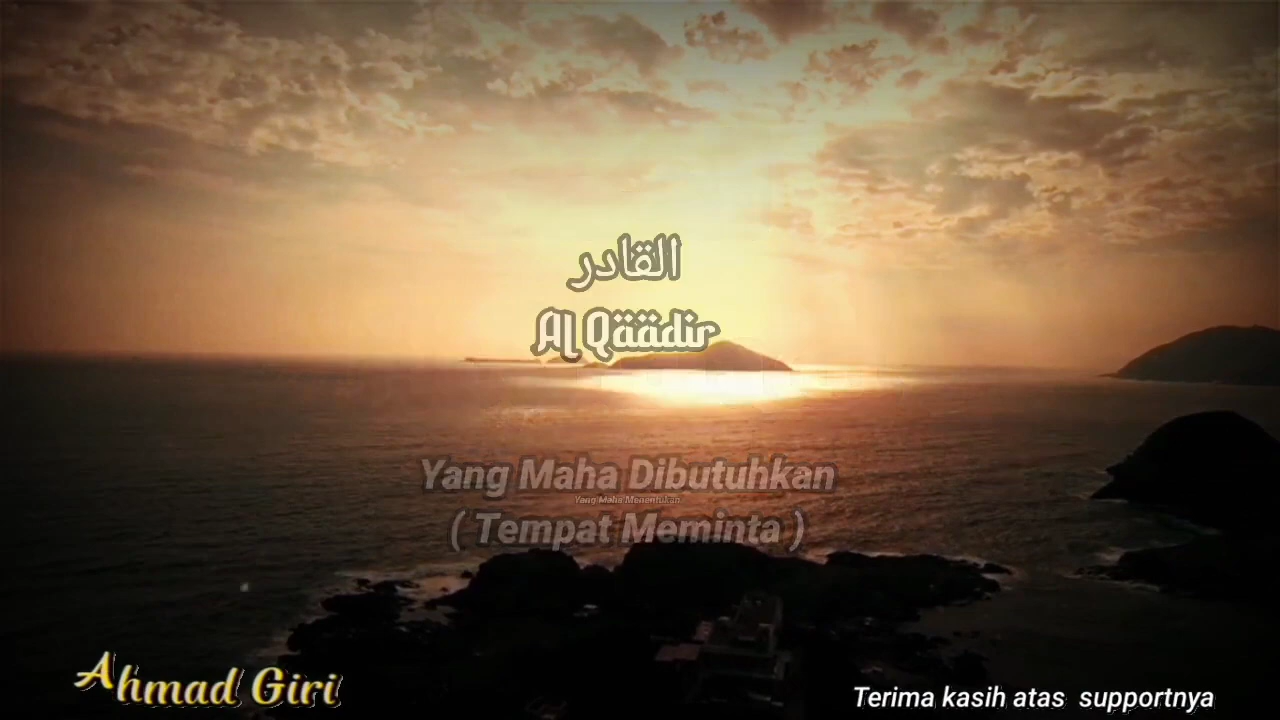 القادر
Al Qäädir
Yang Maha Dibutuhkan
Yang Maha Menentukan
( Tempat Meminta )
Ahmad Giri
Terima kasih atas supportnya